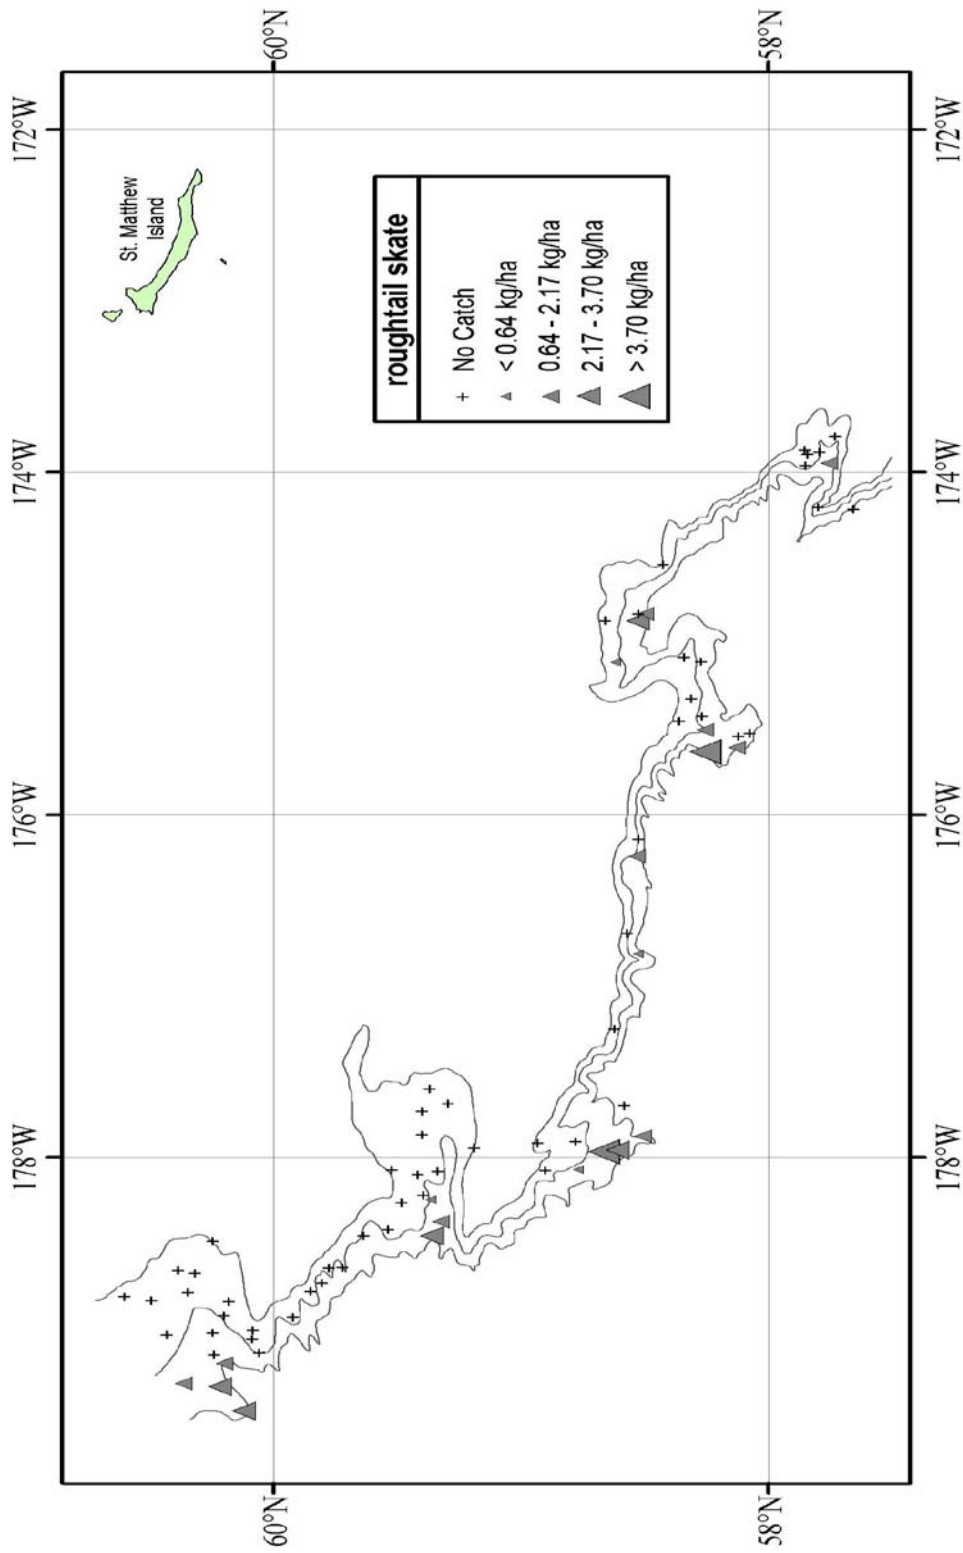 60°N
58°N
172°W
172°W
St. Matthew
Island
roughtail skate
No Catch
< 0.64 kg/ha
0.64 - 2.17 kg/ha
2.17 - 3.70 kg/ha
> 3.70 kg/ha
174°W
174°W
176°W
176°W
178°W
178°W
60°N
58°N